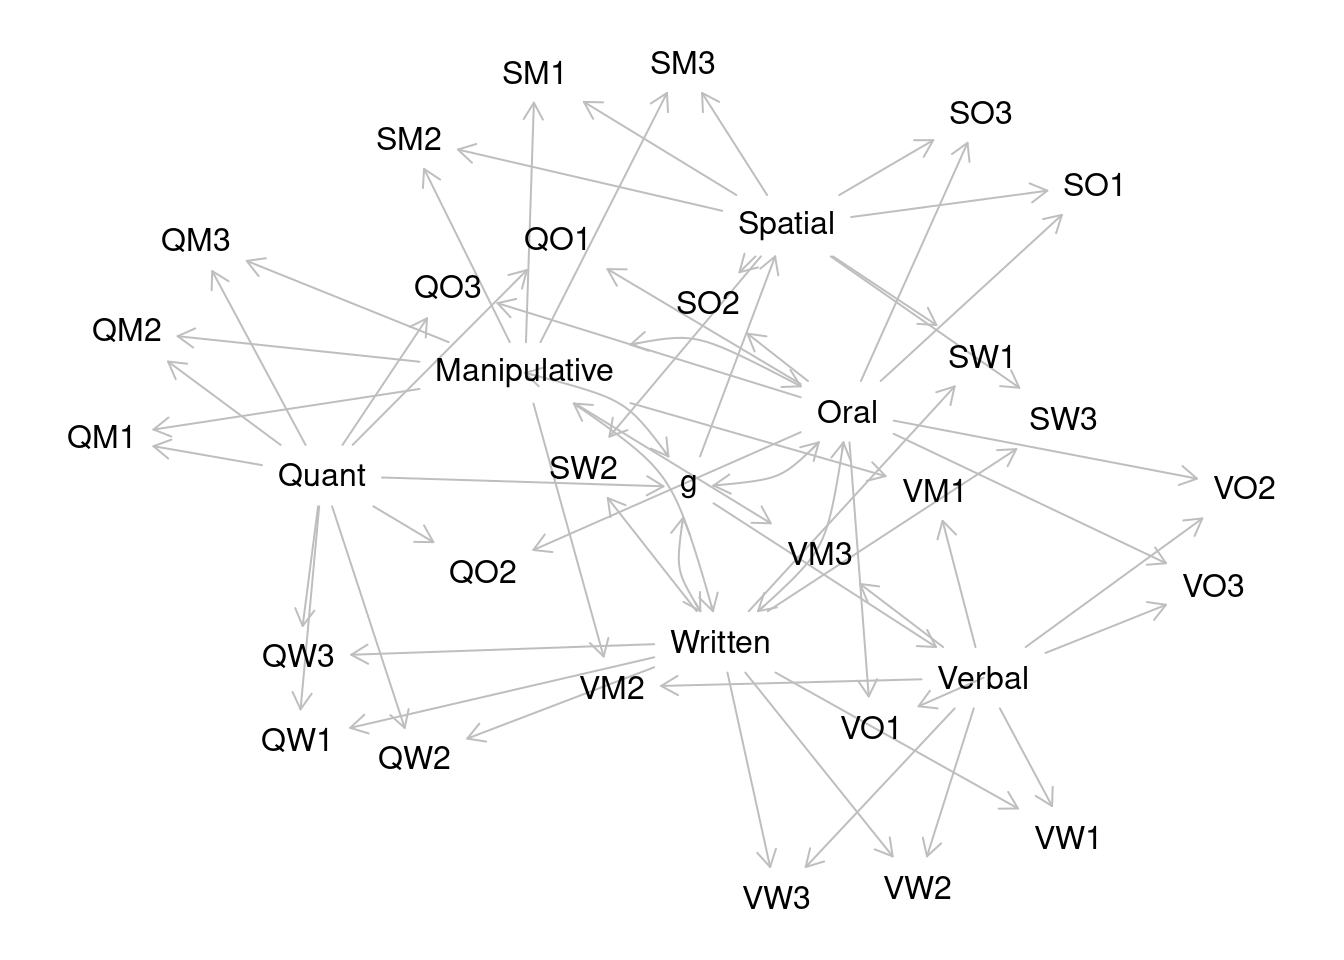 SM3
SM1
SO3
SM2
SO1
Spatial
QM3
QO1
QO3
SO2
QM2
SW1
Manipulative
Oral
SW3
QM1
SW2
Quant
g
VM1
VO2
VM3
QO2
VO3
Written
QW3
Verbal
VM2
VO1
QW1
QW2
VW1
VW2
VW3